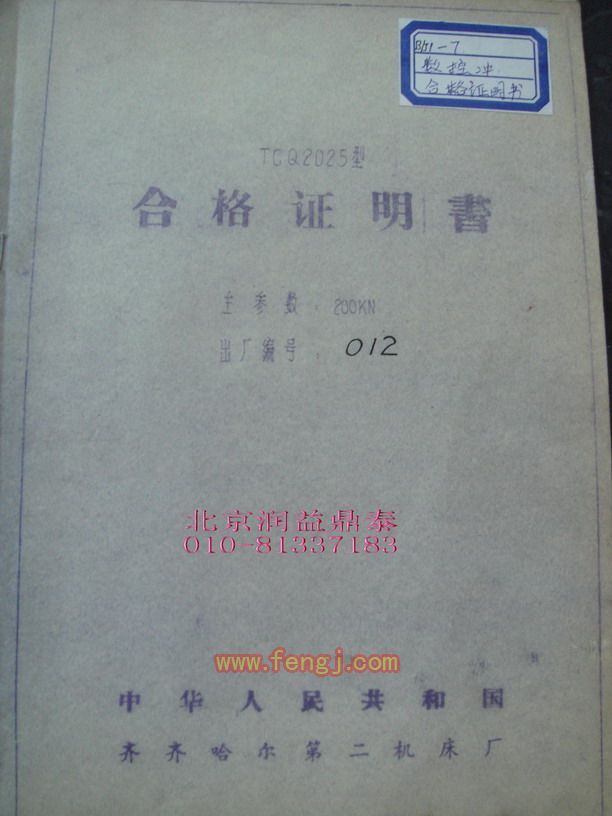 B/51-7
数控冲
合格证明书
TCQ2025型
合格证明書
主参数:200KN
出厂编号:012
北京润益鼎泰
010-81337183
www.fengj.com
中华人民共和国
齐齐哈尔第二机床厂